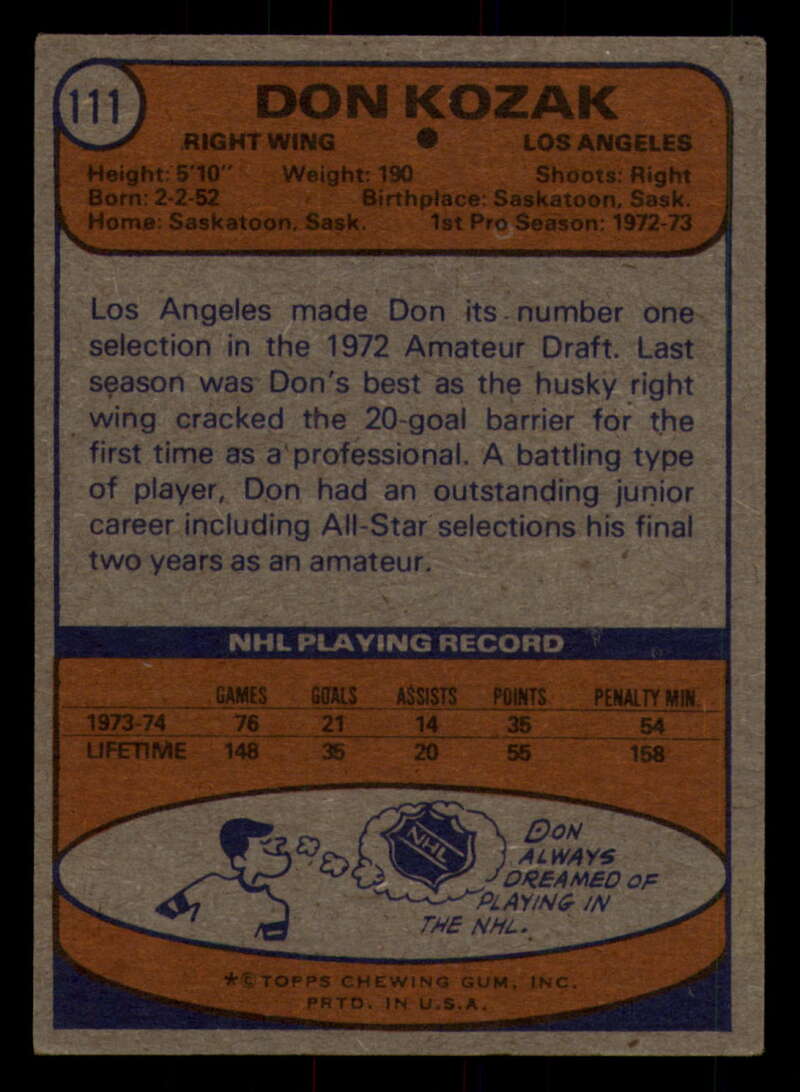 111
DON KOZAK
RIGHT WING ● LOS ANGELES
Height: 5'10" Weight: 190 Shoots: Right
Born: 2-2-52 Birthplace: Saskatoon, Sask.
Home: Saskatoon, Sask. 1st Pro Season: 1972-73
Los Angeles made Don its number one
selection in the 1972 Amateur Draft. Last
season was Don's best as the husky right
wing cracked the 20-goal barrier for the
first time as a professional. A battling type
of player, Don had an outstanding junior
career including All-Star selections his final
two years as an amateur.
NHL PLAYING RECORD
GAMES GOALS ASSISTS POINTS PENALTY MIN.
1973-74 76 21 14 35 54
LIFETIME 148 35 20 55 158
NHL
DON
ALWAYS
DREAMED OF
PLAYING IN
THE NHL.
*© TOPPS CHEWING GUM, INC.
PRTD. IN U.S.A.